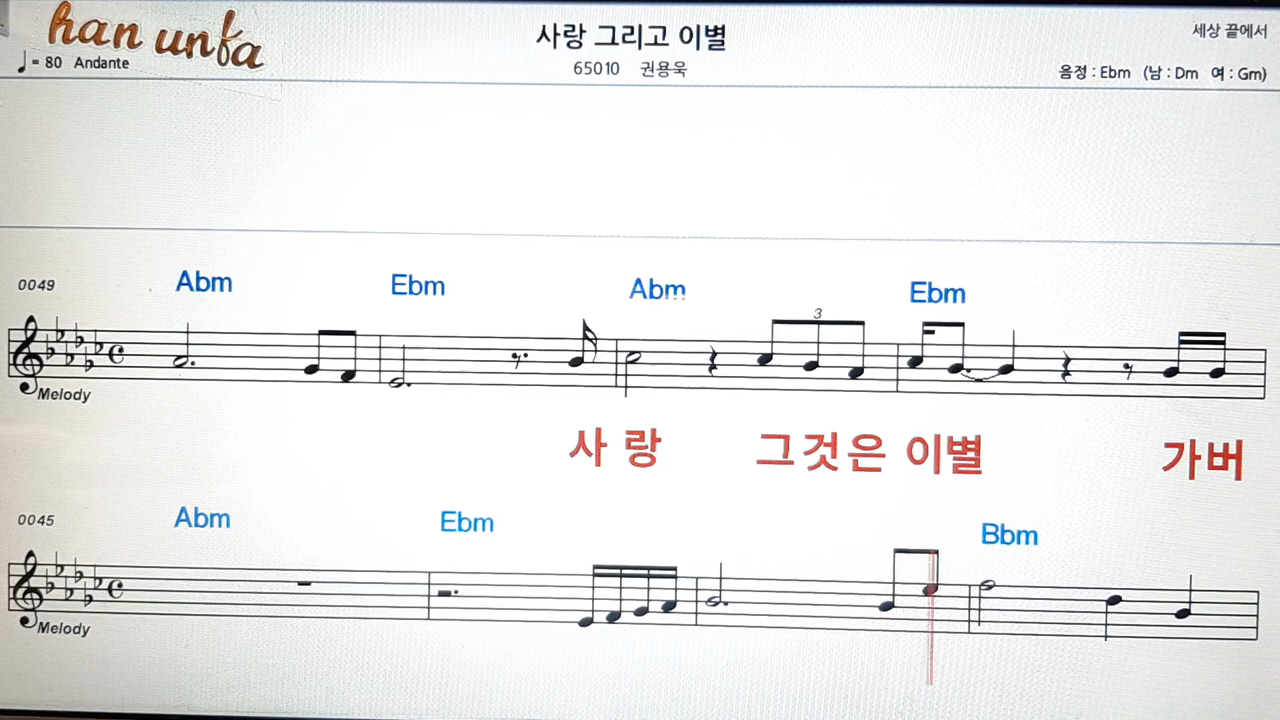 han unfa
사랑 그리고 이별
세상 끝에서
♩= 80 Andante
65010 권용욱
음정 : Ebm (남 : Dm 여 : Gm)
0049 Abm Ebm Abm Ebm
3
Melody
사 랑 그것은 이별 가버
0045 Abm Ebm Bbm
Melody